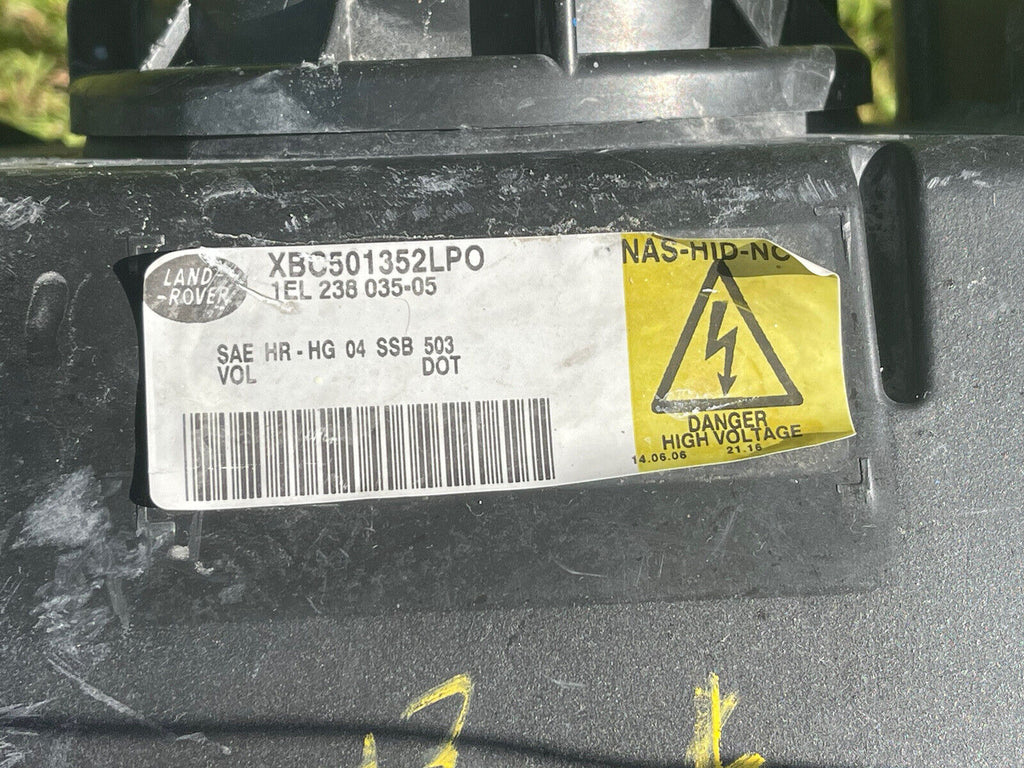 LAND-
-ROVER
XBC501352LPO
1EL 238 035-05
SAE HR - HG 04 SSB 503
VOL DOT
NAS-HID-NC
DANGER
HIGH VOLTAGE
14.06.06 21.16